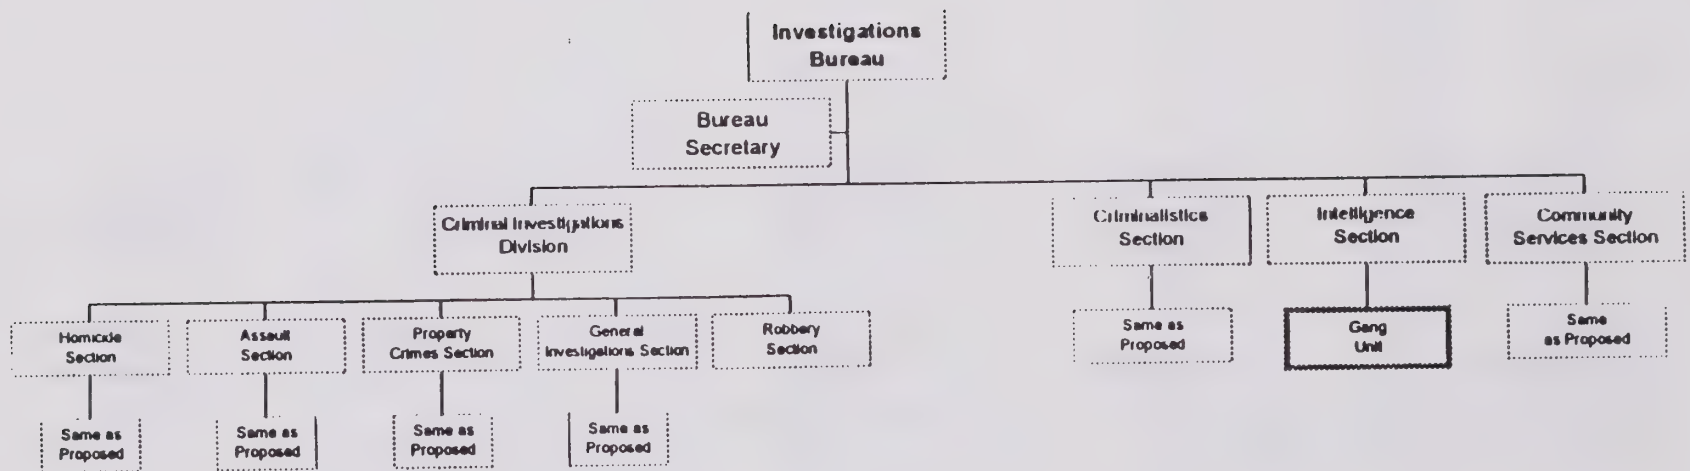 Investigations
Bureau
Bureau
Secretary
Criminal Investigations
Division
Criminalistics
Section
Intelligence
Section
Community
Services Section
Homicide
Section
Assault
Section
Property
Crimes Section
General
Investigations Section
Robbery
Section
Same as
Proposed
Gang
Unit
Same
as Proposed
Same as
Proposed
Same as
Proposed
Same as
Proposed
Same as
Proposed